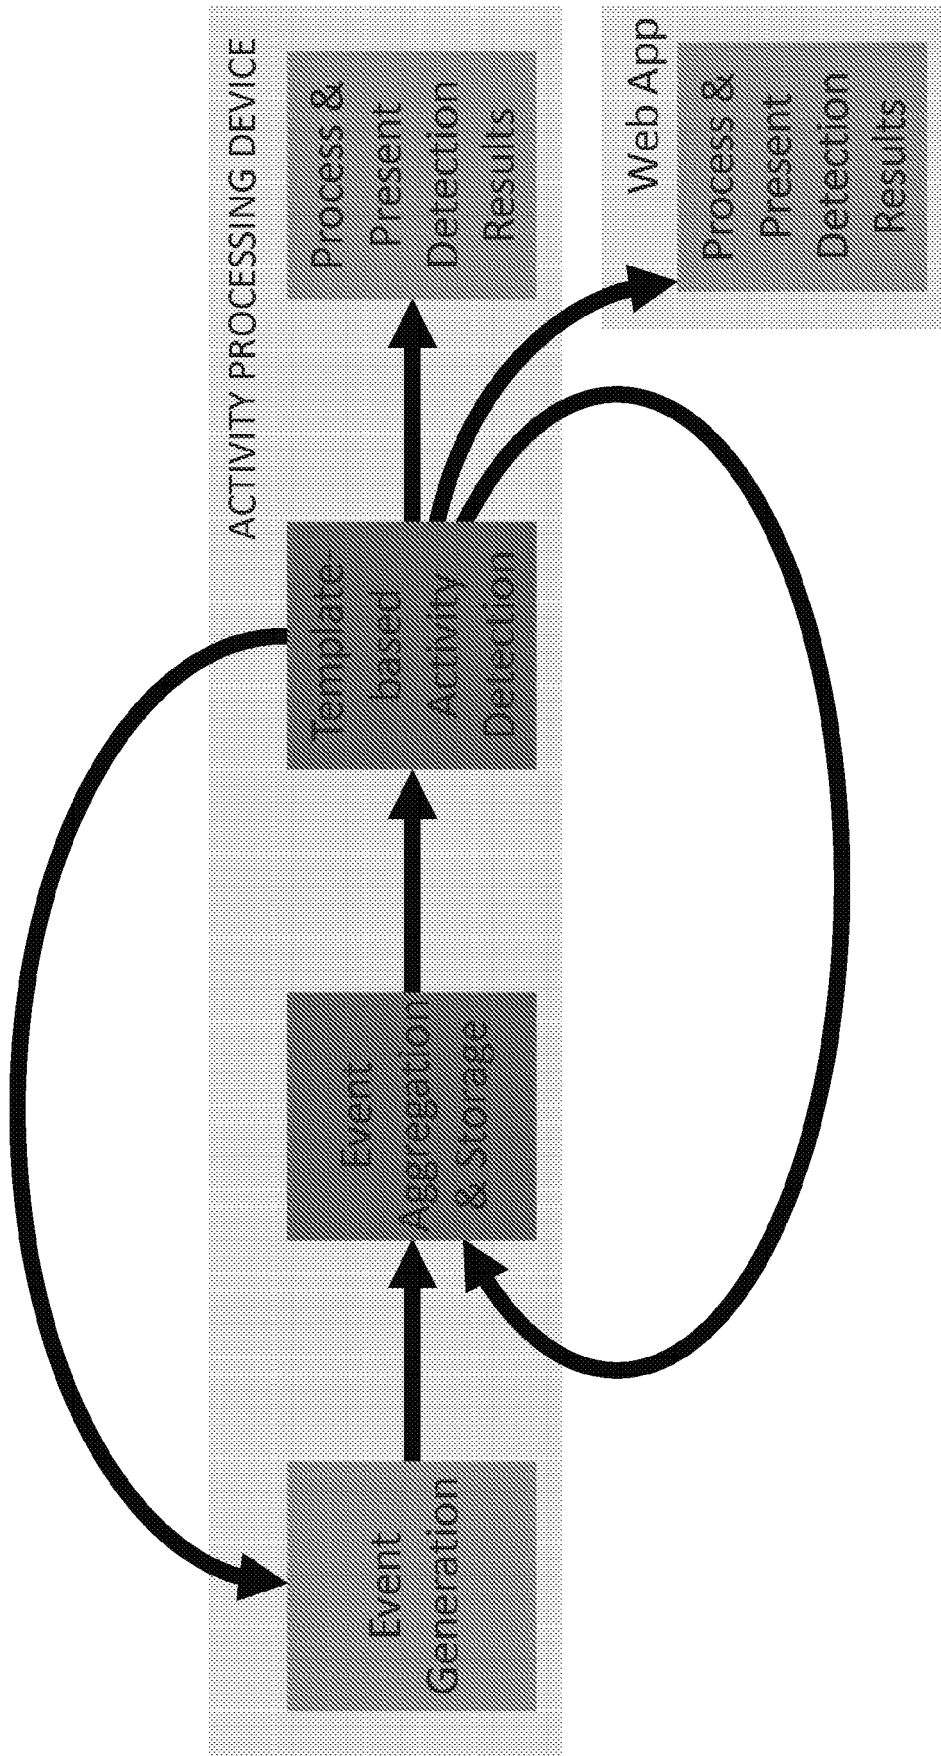 ACTIVITY PROCESSING DEVICE
Event
Generation
Event
Aggregation
& Storage
Template-
based
Activity
Detection
Process &
Present
Detection
Results
Web App
Process &
Present
Detection
Results